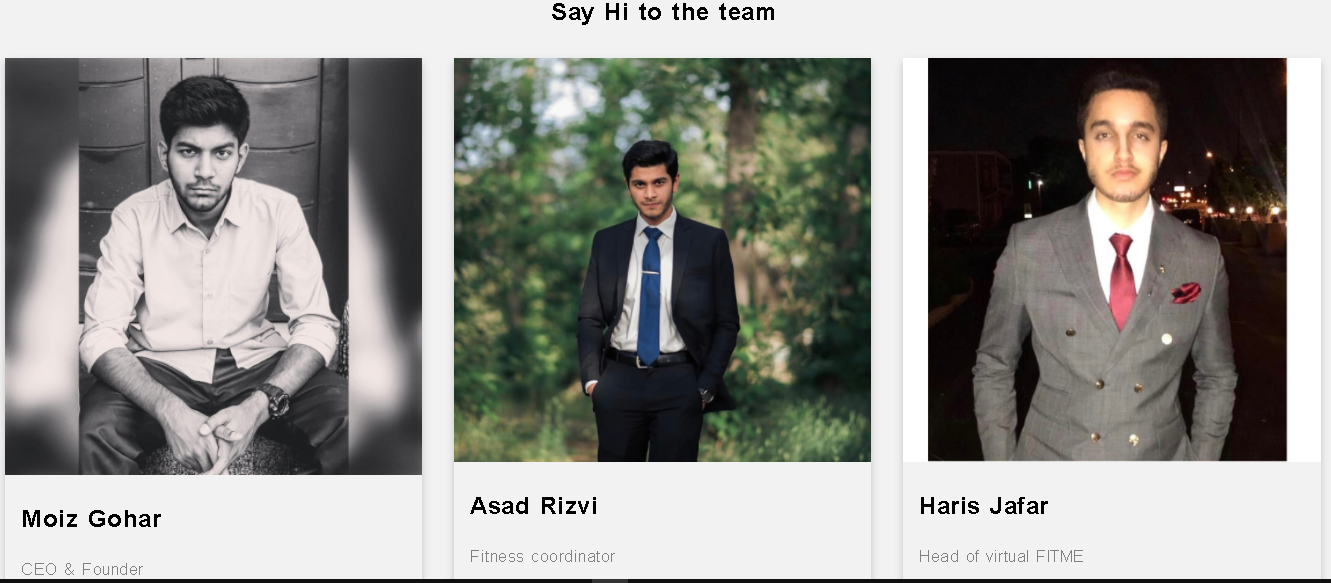 Say Hi to the team
Moiz Gohar
CEO & Founder
Asad Rizvi
Fitness coordinator
Haris Jafar
Head of virtual FITME